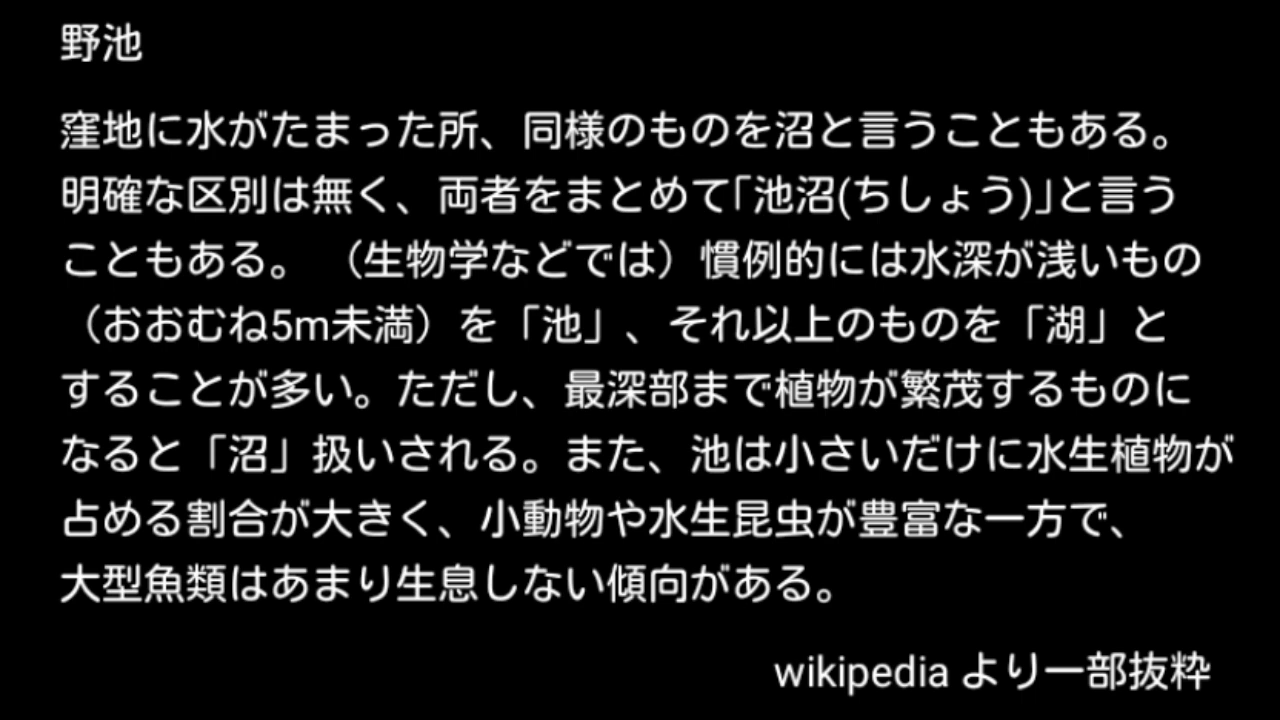 野池
窪地に水がたまった所、同様のものを沼と言うこともある。
明確な区別は無く、両者をまとめて｢池沼(ちしょう)｣と言う
こともある。 （生物学などでは）慣例的には水深が浅いもの
（おおむね5m未満）を「池」、それ以上のものを「湖」と
することが多い。ただし、最深部まで植物が繁茂するものに
なると「沼」扱いされる。また、池は小さいだけに水生植物が
占める割合が大きく、小動物や水生昆虫が豊富な一方で、
大型魚類はあまり生息しない傾向がある。
wikipedia より一部抜粋